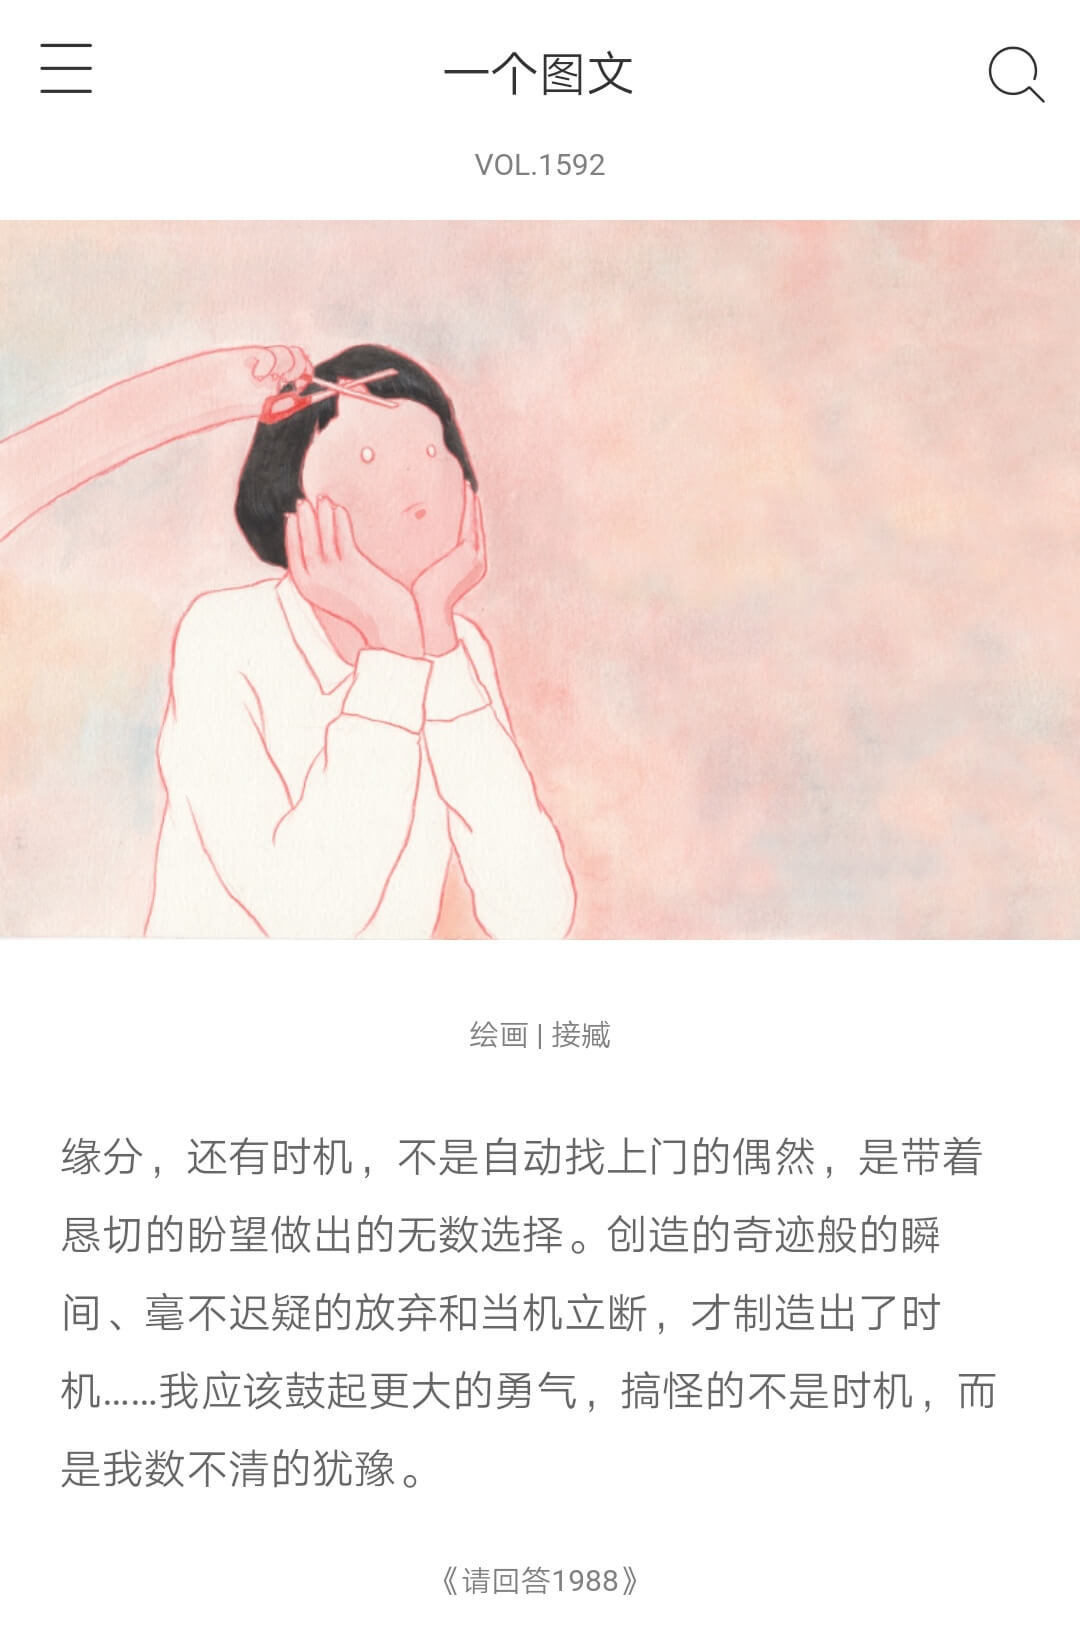 一个图文
VOL.1592
绘画 | 接臧
缘分，还有时机，不是自动找上门的偶然，是带着
恳切的盼望做出的无数选择。创造的奇迹般的瞬
间、毫不迟疑的放弃和当机立断，才制造出了时
机……我应该鼓起更大的勇气，搞怪的不是时机，而
是我数不清的犹豫。
《请回答1988》